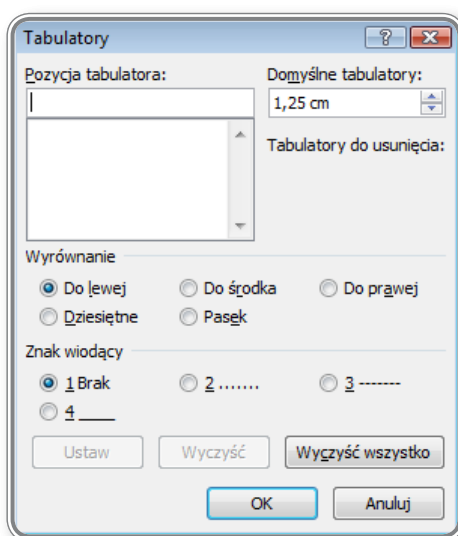 Tabulatory
Pozycja tabulatora: Domyślne tabulatory:
1,25 cm
Tabulatory do usunięcia:
Wyrównanie
Do lewej Do środka Do prawej
Dziesiętne Pasek
Znak wiodący
1 Brak 2 ....... 3 -------
4 ____
Ustaw Wyczyść Wyczyść wszystko
OK Anuluj